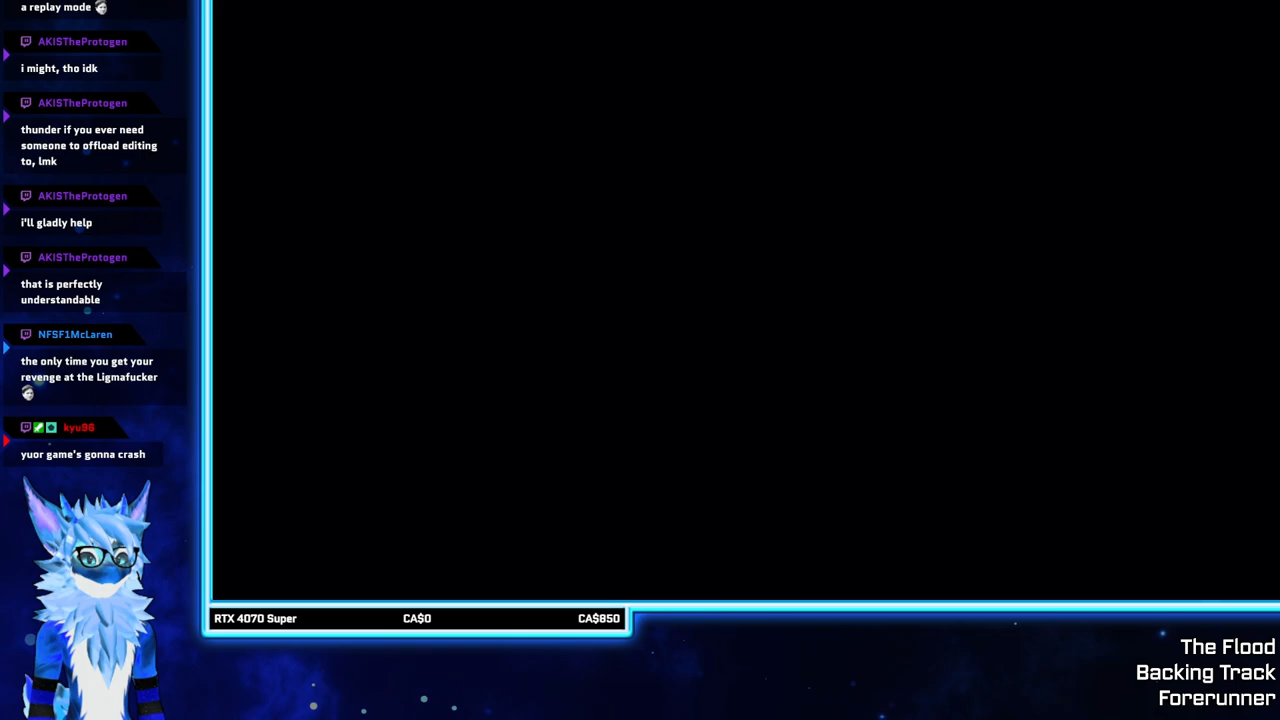 a replay mode
AKISTheProtogen
i might, tho idk
AKISTheProtogen
thunder if you ever need
someone to offload editing
to, lmk
AKISTheProtogen
i'll gladly help
AKISTheProtogen
that is perfectly
understandable
NFSF1McLaren
the only time you get your
revenge at the Ligmafucker
kyu96
yuor game's gonna crash
RTX 4070 Super CA$0 CA$850
The Flood
Backing Track
Forerunner